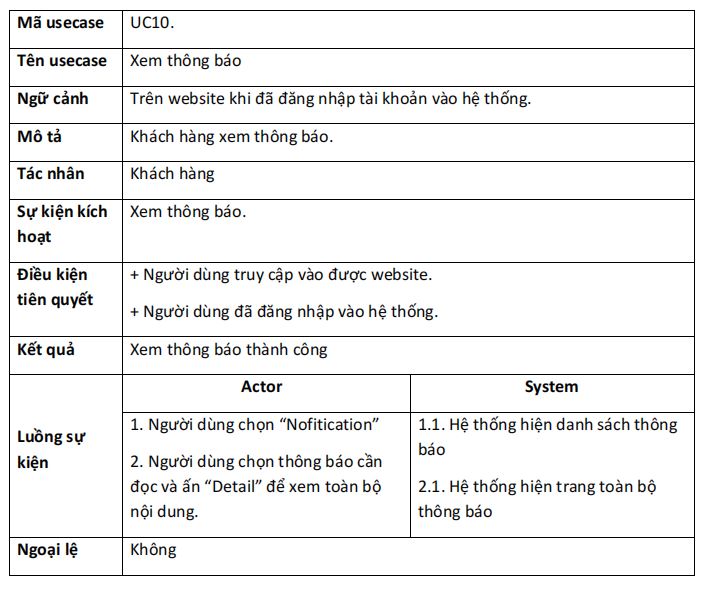 Mã usecase
UC10.
Tên usecase
Xem thông báo
Ngữ cảnh
Trên website khi đã đăng nhập tài khoản vào hệ thống.
Mô tả
Khách hàng xem thông báo.
Tác nhân
Khách hàng
Sự kiện kích
hoạt
Xem thông báo.
Điều kiện
tiên quyết
+ Người dùng truy cập vào được website.
+ Người dùng đã đăng nhập vào hệ thống.
Kết quả
Xem thông báo thành công
Luồng sự
kiện
Actor
System
1. Người dùng chọn “Nofitication”
2. Người dùng chọn thông báo cần
đọc và ấn “Detail” để xem toàn bộ
nội dung.
1.1. Hệ thống hiện danh sách thông
báo
2.1. Hệ thống hiện trang toàn bộ
thông báo
Ngoại lệ
Không